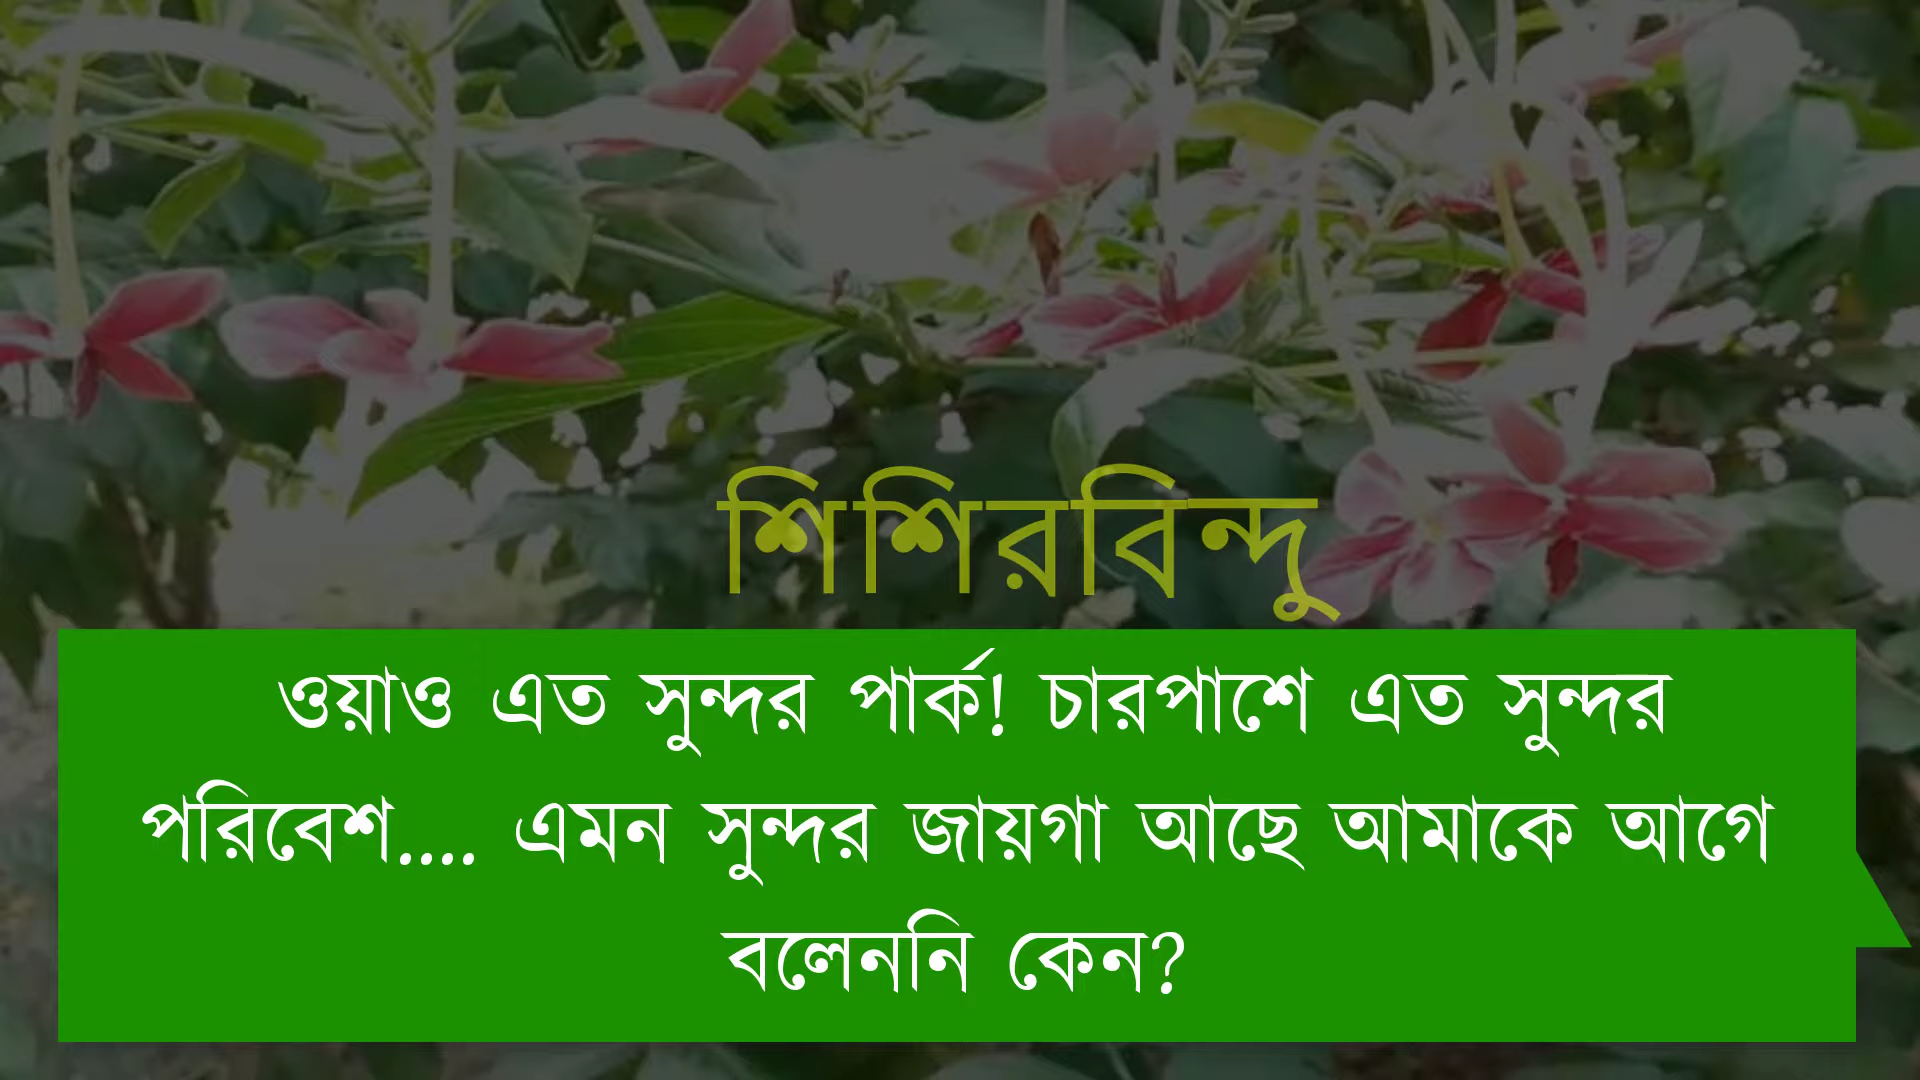 শিশিরবিন্দু
ওয়াও এত সুন্দর পার্ক! চারপাশে এত সুন্দর
পরিবেশ.... এমন সুন্দর জায়গা আছে আমাকে আগে
বলেননি কেন?